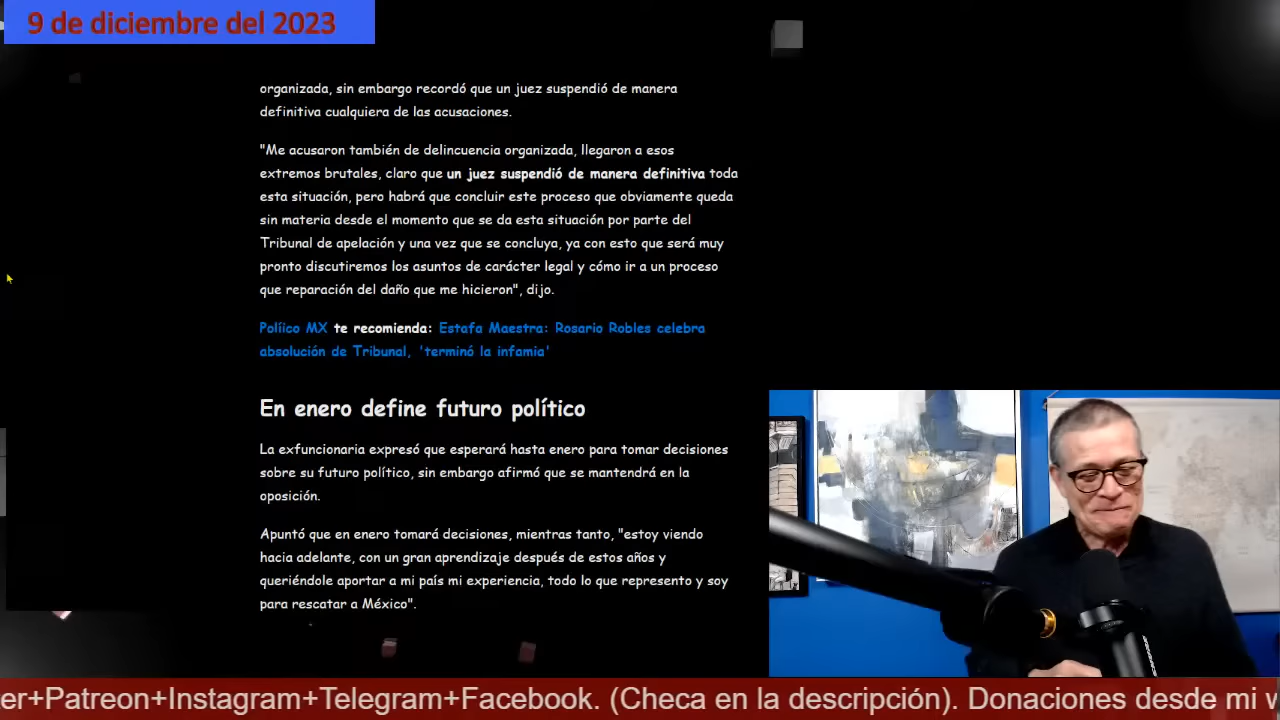 9 de diciembre del 2023
organizada, sin embargo recordó que un juez suspendió de manera
definitiva cualquiera de las acusaciones.
"Me acusaron también de delincuencia organizada, llegaron a esos
extremos brutales, claro que un juez suspendió de manera definitiva toda
esta situación, pero habrá que concluir este proceso que obviamente queda
sin materia desde el momento que se da esta situación por parte del
Tribunal de apelación y una vez que se concluya, ya con esto que será muy
pronto discutiremos los asuntos de carácter legal y cómo ir a un proceso
que reparación del daño que me hicieron", dijo.
Políico MX te recomienda: Estafa Maestra: Rosario Robles celebra
absolución de Tribunal, 'terminó la infamia'
En enero define futuro político
La exfuncionaria expresó que esperará hasta enero para tomar decisiones
sobre su futuro político, sin embargo afirmó que se mantendrá en la
oposición.
Apuntó que en enero tomará decisiones, mientras tanto, "estoy viendo
hacia adelante, con un gran aprendizaje después de estos años y
queriéndole aportar a mi país mi experiencia, todo lo que represento y soy
para rescatar a México".
er+Patreon+Instagram+Telegram+Facebook. (Checa en la descripción). Donaciones desde mi